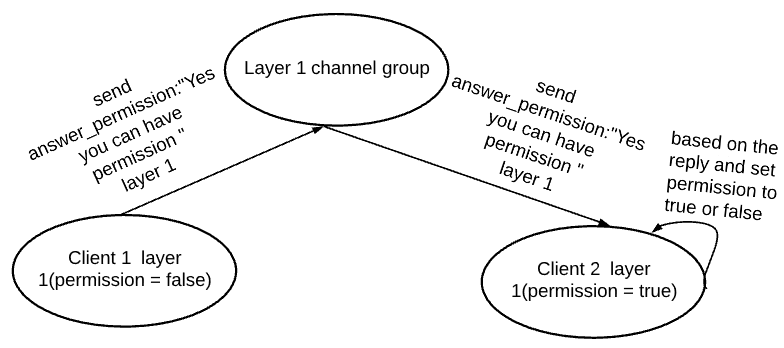 Layer 1 channel group
send
answer_permission:"Yes
you can have
permission "
layer 1
send
answer_permission:"Yes
you can have
permission "
layer 1
based on the
reply and set
permission to
true or false
Client 1 layer
1(permission = false)
Client 2 layer
1(permission = true)